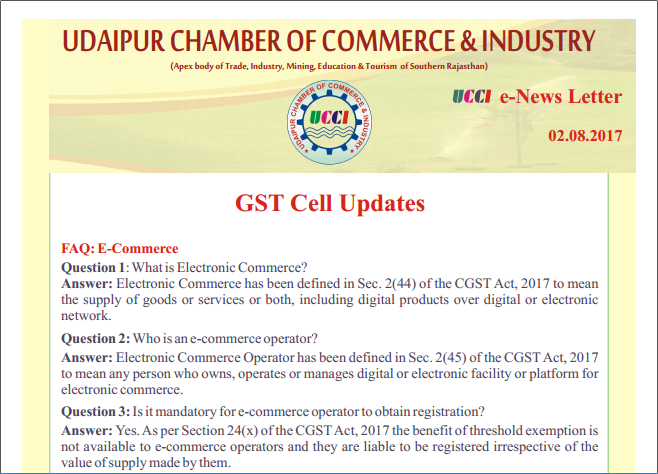 UDAIPUR CHAMBER OF COMMERCE & INDUSTRY
(Apex body of Trade, Industry, Mining, Education & Tourism of Southern Rajasthan)
UDAIPUR CHAMBER OF COMMERCE & INDUSTRY
UCCI
UCCI e-News Letter
02.08.2017
GST Cell Updates
FAQ: E-Commerce
Question 1: What is Electronic Commerce?
Answer: Electronic Commerce has been defined in Sec. 2(44) of the CGST Act, 2017 to mean
the supply of goods or services or both, including digital products over digital or electronic
network.
Question 2: Who is an e-commerce operator?
Answer: Electronic Commerce Operator has been defined in Sec. 2(45) of the CGST Act, 2017
to mean any person who owns, operates or manages digital or electronic facility or platform for
electronic commerce.
Question 3: Is it mandatory for e-commerce operator to obtain registration?
Answer: Yes. As per Section 24(x) of the CGST Act, 2017 the benefit of threshold exemption is
not available to e-commerce operators and they are liable to be registered irrespective of the
value of supply made by them.